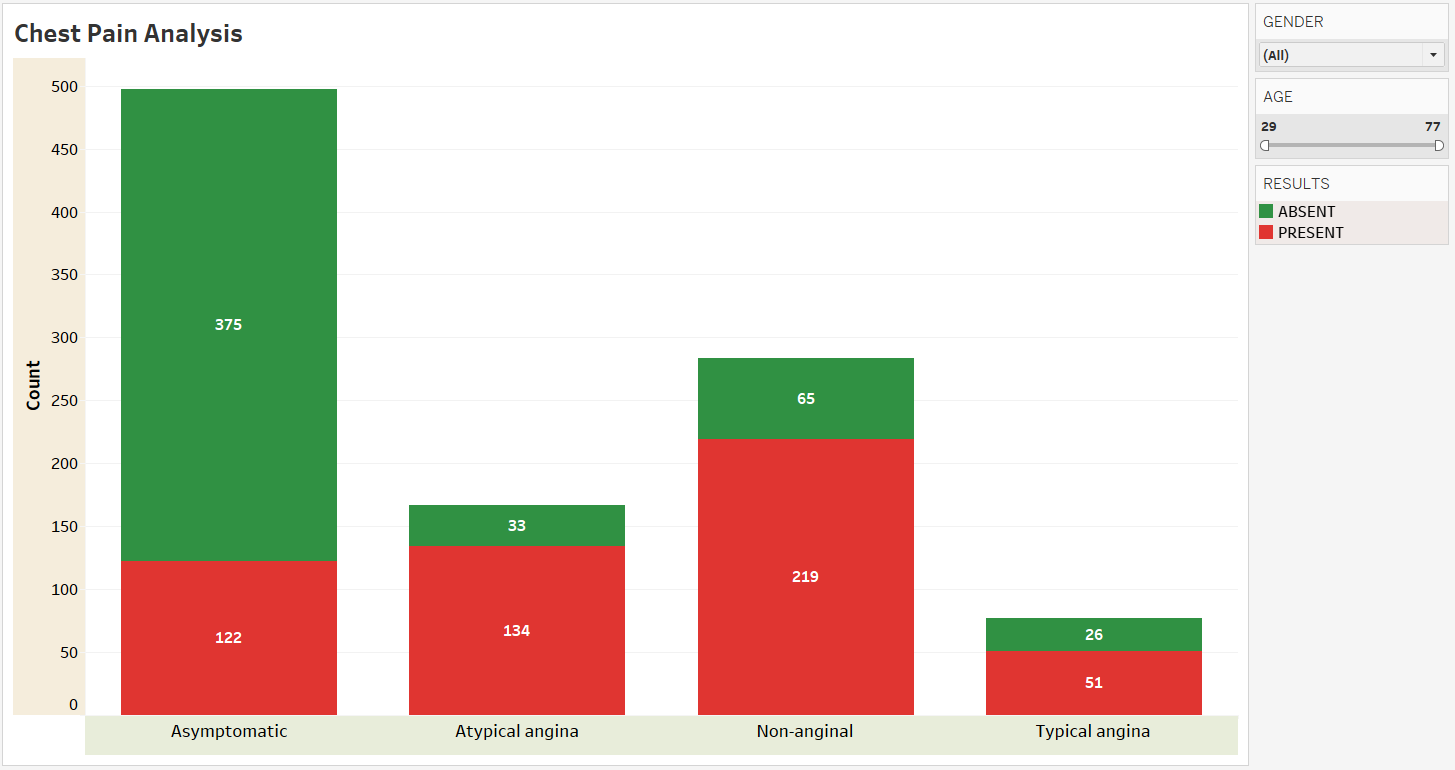 Chest Pain Analysis
500
450
400
350
300
250
200
150
100
50
0
Count
375
122
33
134
65
219
26
51
Asymptomatic
Atypical angina
Non-anginal
Typical angina
GENDER
(All)
AGE
29 77
RESULTS
ABSENT
PRESENT